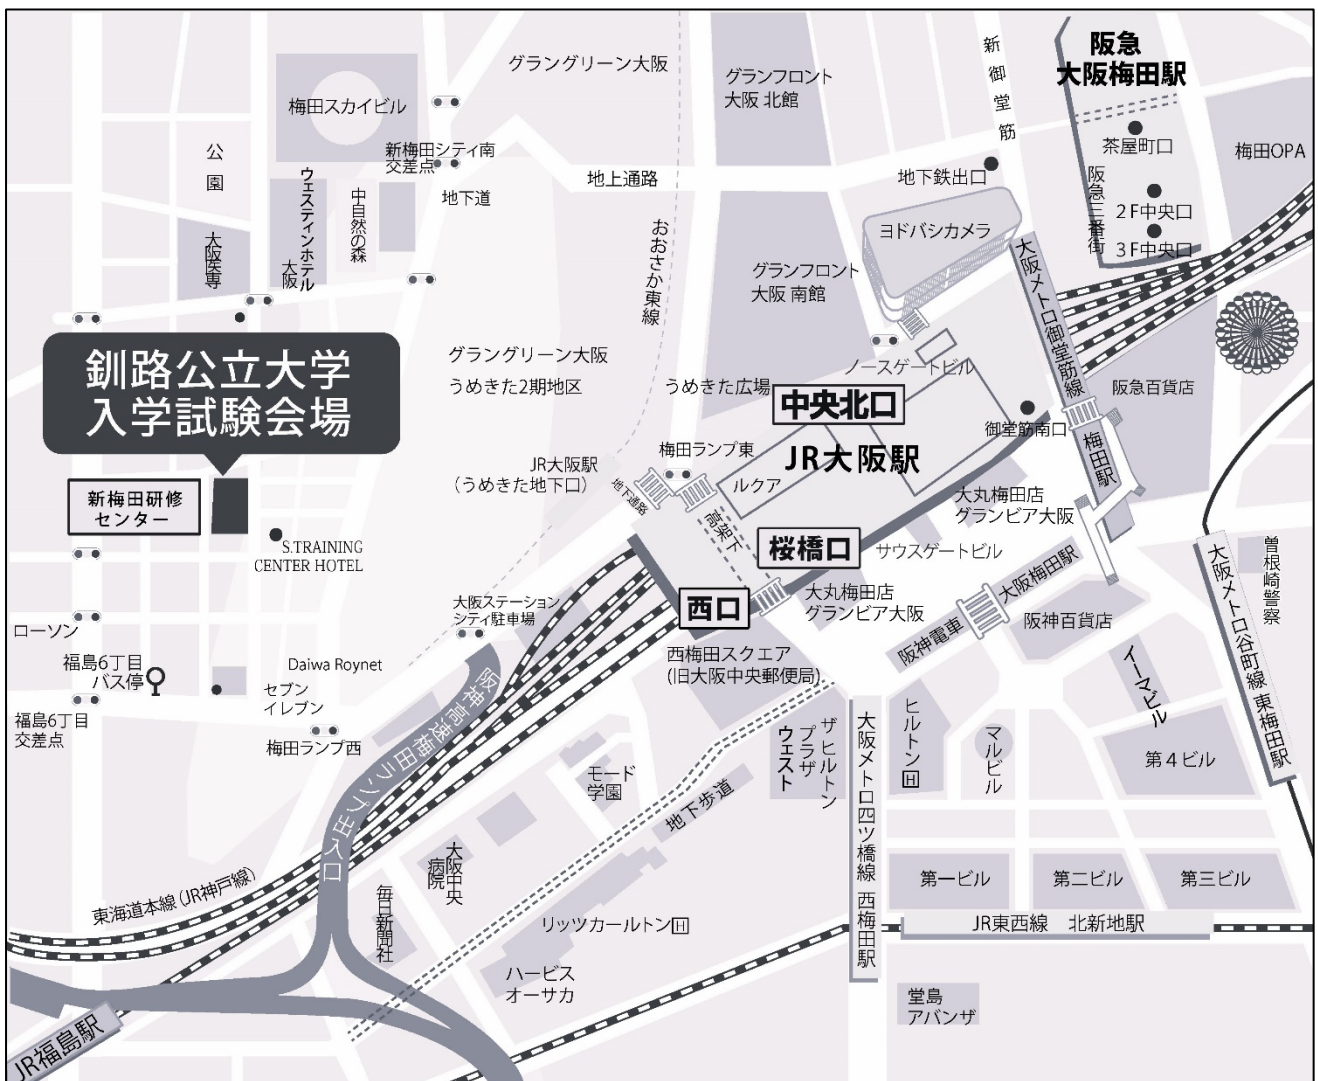 阪急
大阪梅田駅
新御堂筋
グラングリーン大阪
グランフロント
大阪 北館
梅田スカイビル
茶屋町口
梅田OPA
新梅田シティ南
交差点
公園
地下鉄出口
地上通路
地下道
ウェスティンホテル
大阪
中自然の森
阪急三番街
2F中央口
3F中央口
大阪医専
おおさか東線
ヨドバシカメラ
グランフロント
大阪 南館
大阪メトロ御堂筋線
梅田駅
釧路公立大学
入学試験会場
グラングリーン大阪
うめきた2期地区
うめきた広場
ノースゲートビル
阪急百貨店
中央北口
御堂筋南口
JR大阪駅
梅田ランプ東
JR大阪駅
(うめきた地下口)
地下通路
ルクア
新梅田研修
センター
大丸梅田店
グランビア大阪
高架下
桜橋口
サウスゲートビル
S.TRAINING
CENTER HOTEL
大阪メトロ谷町線 東梅田駅
曽根崎警察
大阪梅田駅
阪神電車
大丸梅田店
グランビア大阪
西口
大阪ステーション
シティ駐車場
阪神百貨店
ローソン
福島6丁目
バス停
Daiwa Roynet
西梅田スクエア
(旧大阪中央郵便局)
イーマビル
セブン
イレブン
福島6丁目
交差点
梅田ランプ西
阪神高速梅田ランプ出入口
ザ ヒルトン
プラザ
ウェスト
大阪メトロ四ツ橋線 西梅田駅
ヒルトンH
マルビル
第4ビル
モード
学園
地下歩道
大阪中央
病院
第一ビル
第二ビル
第三ビル
東海道本線(JR神戸線)
毎日新聞社
リッツカールトンH
JR東西線 北新地駅
ハービス
オーサカ
堂島
アバンザ
JR福島駅